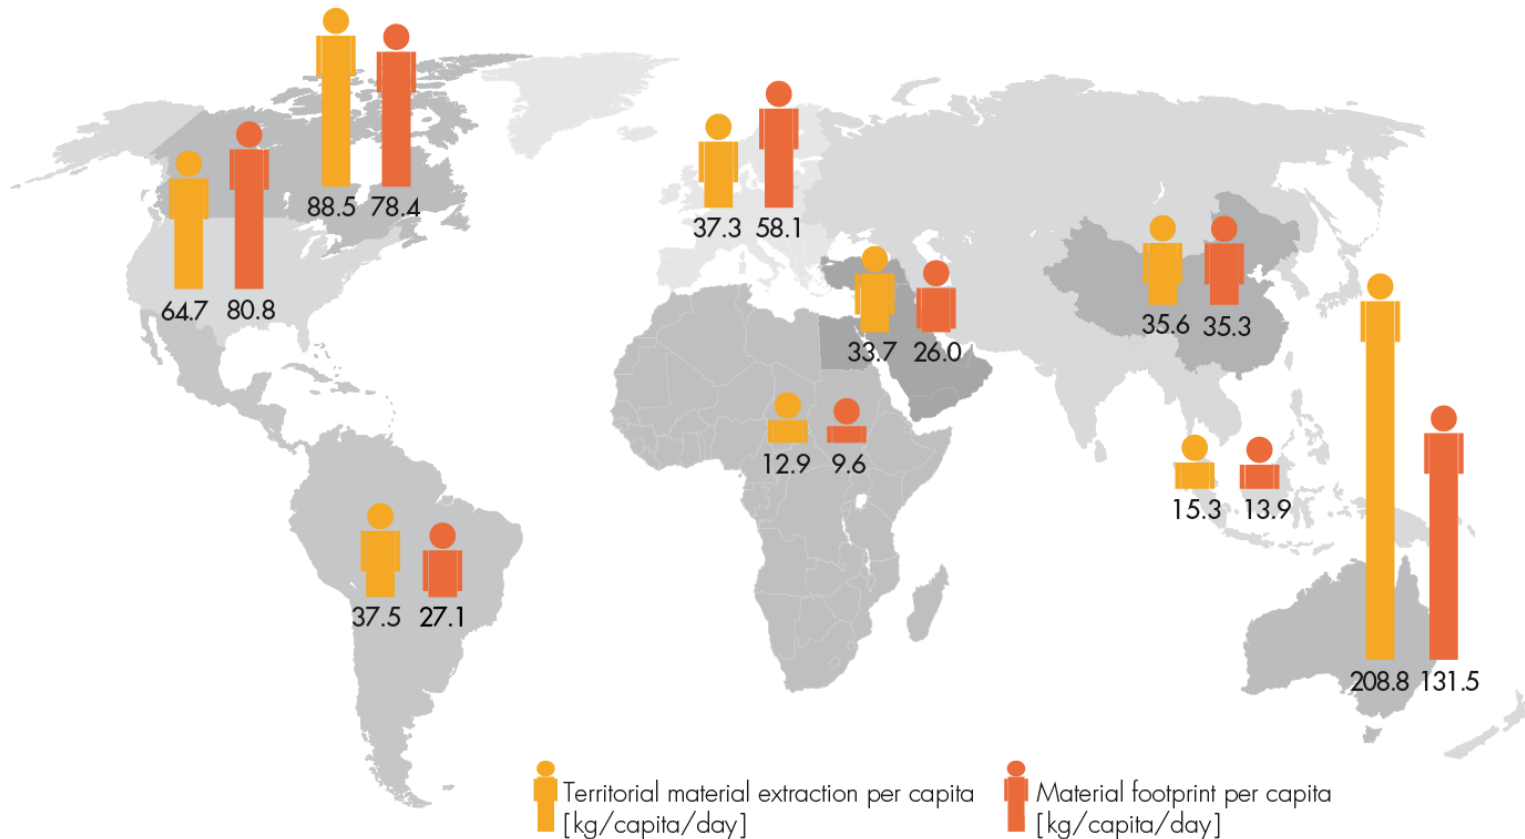 88.5 78.4
37.3 58.1
64.7 80.8
35.6 35.3
33.7 26.0
12.9 9.6
15.3 13.9
37.5 27.1
208.8 131.5
Territorial material extraction per capita
[kg/capita/day]
Material footprint per capita
[kg/capita/day]